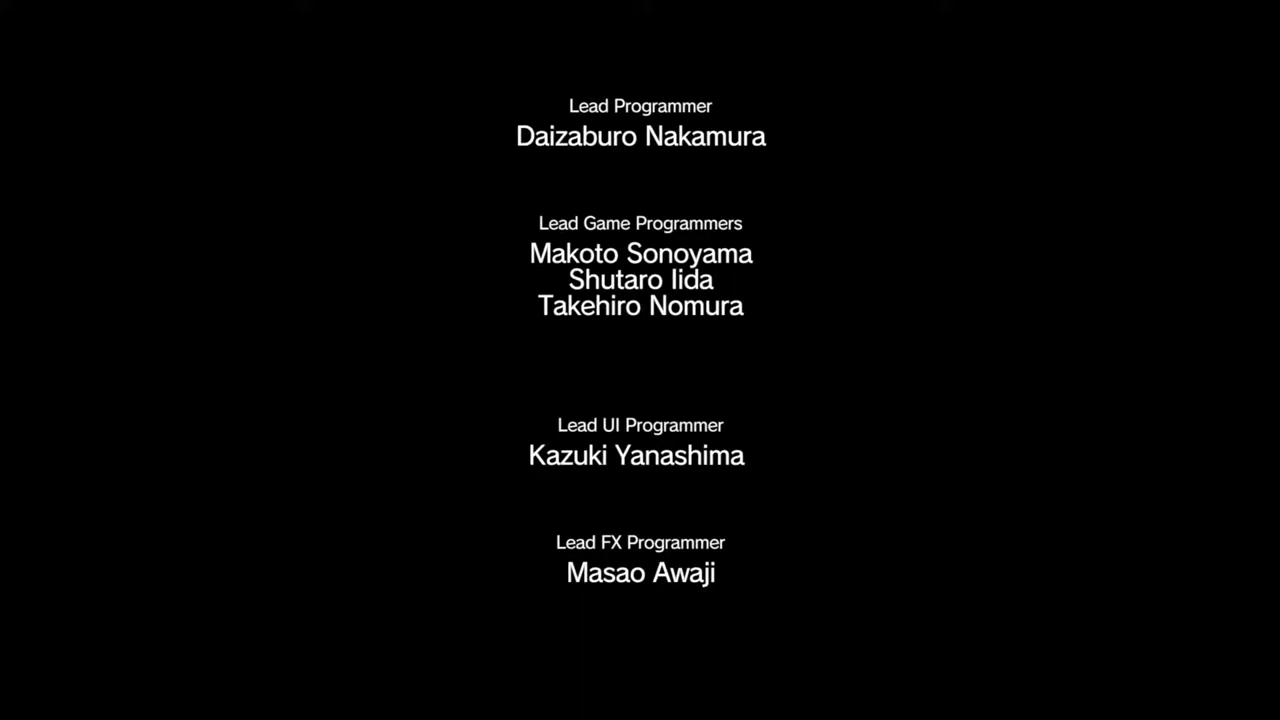 Lead Programmer
Daizaburo Nakamura
Lead Game Programmers
Makoto Sonoyama
Shutaro Iida
Takehiro Nomura
Lead UI Programmer
Kazuki Yanashima
Lead FX Programmer
Masao Awaji